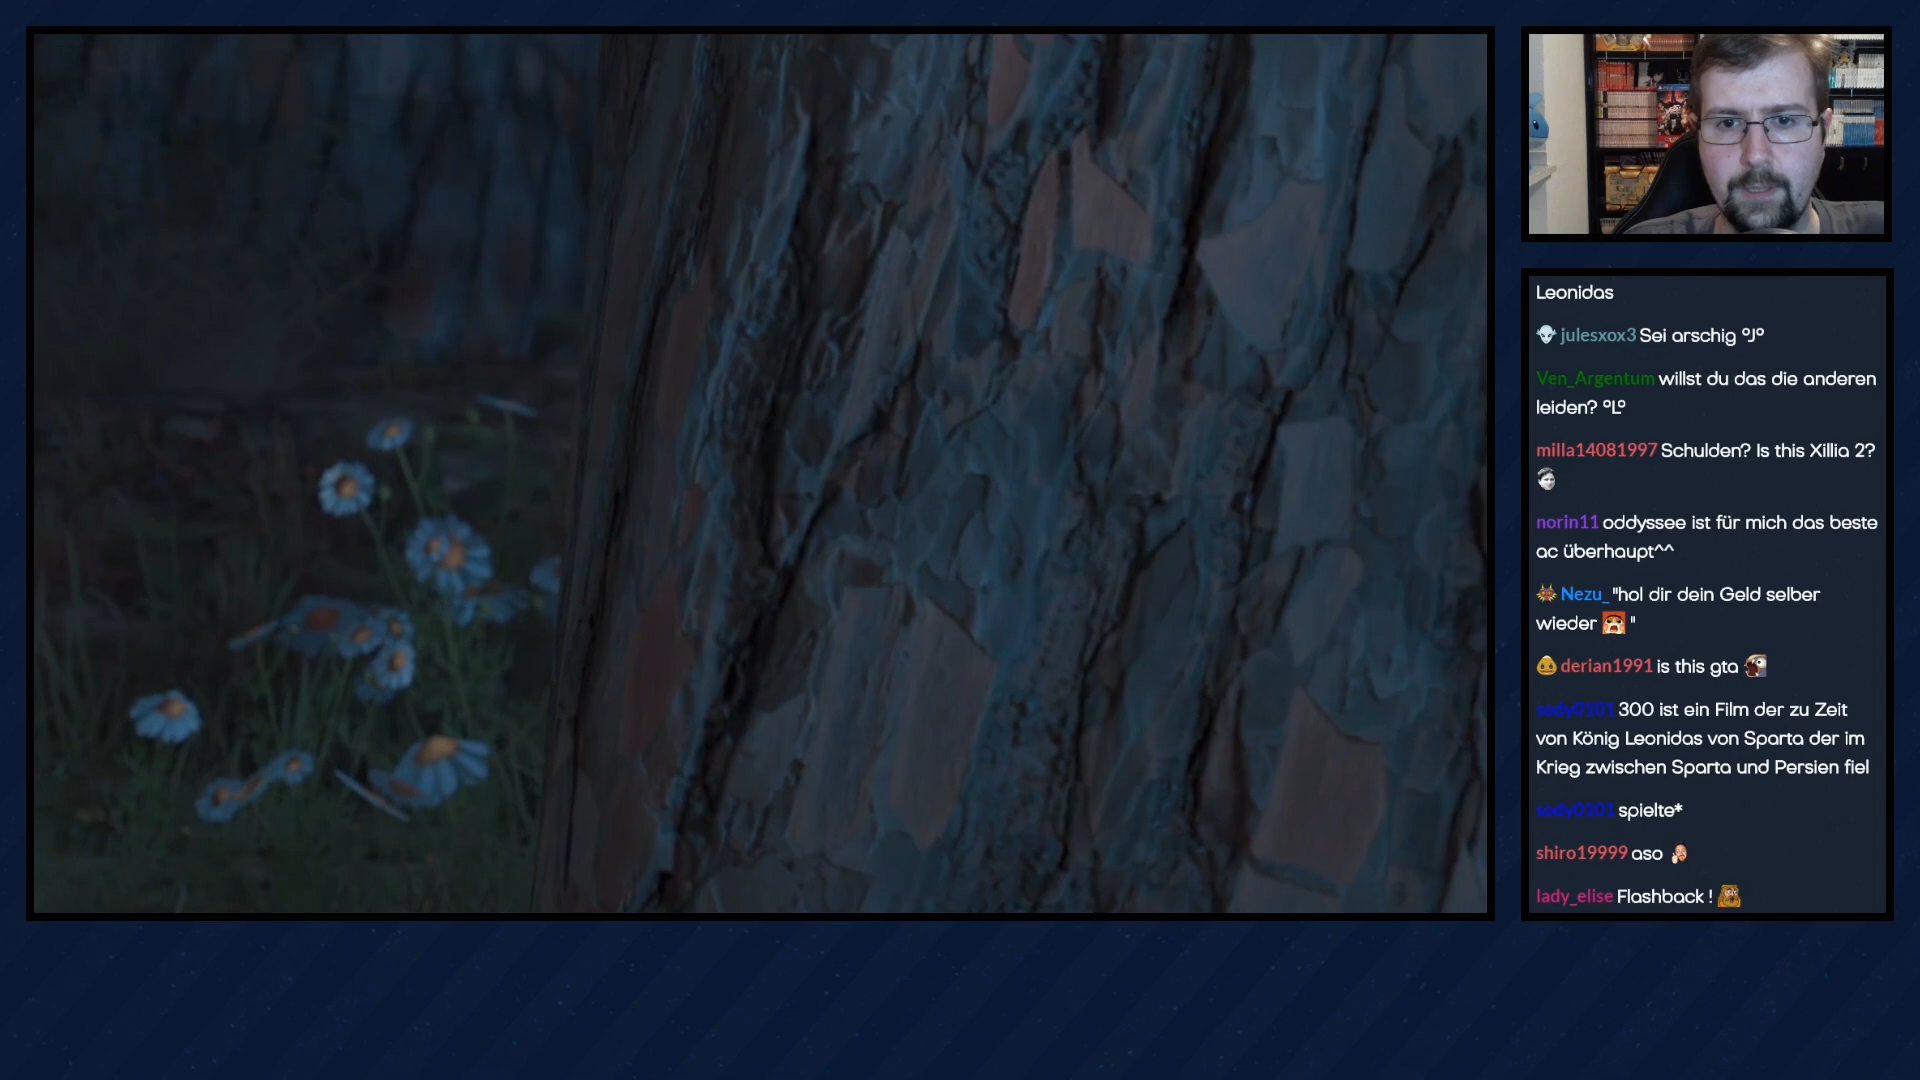 Leonidas
julesxox3 Sei arschig °J°
Ven_Argentum willst du das die anderen
leiden? °L°
milla14081997 Schulden? Is this Xillia 2?
norin11 oddyssee ist für mich das beste
ac überhaupt^^
Nezu_ "hol dir dein Geld selber
wieder "
derian1991 is this gta
sody0101 300 ist ein Film der zu Zeit
von König Leonidas von Sparta der im
Krieg zwischen Sparta und Persien fiel
sody0101 spielte*
shiro19999 aso
lady_elise Flashback !